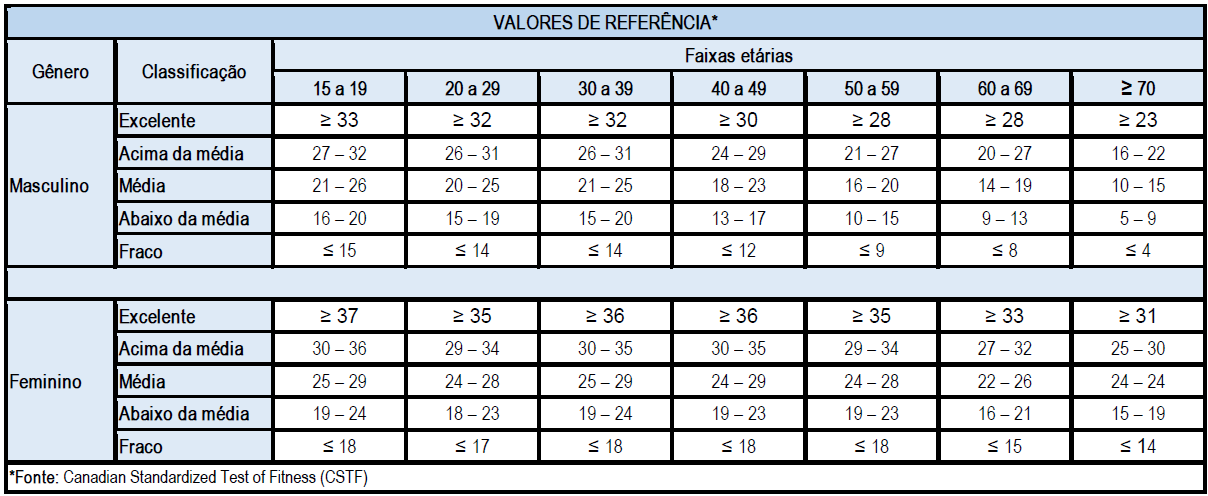 VALORES DE REFERÊNCIA*
Gênero Classificação Faixas etárias
15 a 19 20 a 29 30 a 39 40 a 49 50 a 59 60 a 69 ≥ 70
Masculino
Excelente ≥ 33 ≥ 32 ≥ 32 ≥ 30 ≥ 28 ≥ 28 ≥ 23
Acima da média 27 – 32 26 – 31 26 – 31 24 – 29 21 – 27 20 – 27 16 – 22
Média 21 – 26 20 – 25 21 – 25 18 – 23 16 – 20 14 – 19 10 – 15
Abaixo da média 16 – 20 15 – 19 15 – 20 13 – 17 10 – 15 9 – 13 5 – 9
Fraco ≤ 15 ≤ 14 ≤ 14 ≤ 12 ≤ 9 ≤ 8 ≤ 4
Feminino
Excelente ≥ 37 ≥ 35 ≥ 36 ≥ 36 ≥ 35 ≥ 33 ≥ 31
Acima da média 30 – 36 29 – 34 30 – 35 30 – 35 29 – 34 27 – 32 25 – 30
Média 25 – 29 24 – 28 25 – 29 24 – 29 24 – 28 22 – 26 24 – 24
Abaixo da média 19 – 24 18 – 23 19 – 24 19 – 23 19 – 23 16 – 21 15 – 19
Fraco ≤ 18 ≤ 17 ≤ 18 ≤ 18 ≤ 18 ≤ 15 ≤ 14
*Fonte: Canadian Standardized Test of Fitness (CSTF)